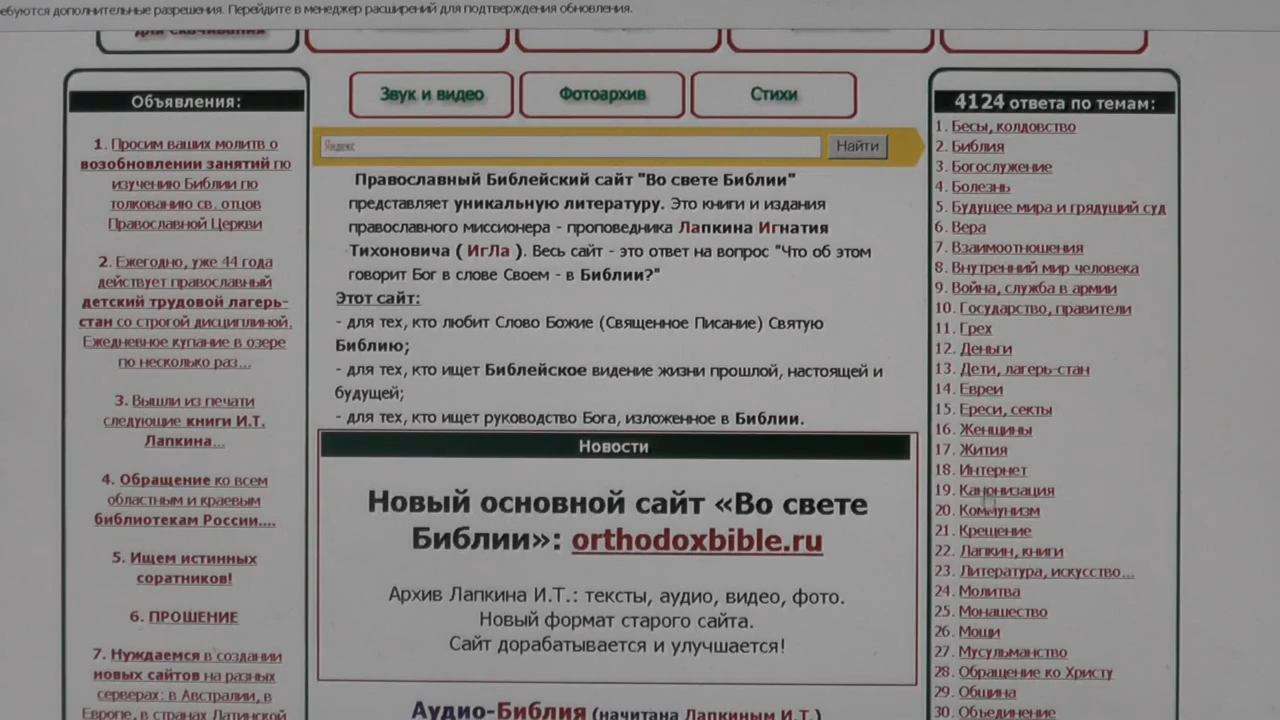 ебуются дополнительные разрешения. Перейдите в менеджер расширений для подтверждения обновления.
для скачивания
Звук и видео
Фотоархив
Стихи
Объявления:
1. Просим ваших молитв о
возобновлении занятий по
изучению Библии по
толкованию св. отцов
Православной Церкви
2. Ежегодно, уже 44 года
действует православный
детский трудовой лагерь-
стан со строгой дисциплиной.
Ежедневное купание в озере
по несколько раз...
3. Вышли из печати
следующие книги И.Т.
Лапкина...
4. Обращение ко всем
областным и краевым
библиотекам России....
5. Ищем истинных
соратников!
6. ПРОШЕНИЕ
7. Нуждаемся в создании
новых сайтов на разных
серверах: в Австралии, в
Европе, в странах Латинской
Яндекс
Найти
Православный Библейский сайт "Во свете Библии"
представляет уникальную литературу. Это книги и издания
православного миссионера - проповедника Лапкина Игнатия
Тихоновича ( ИгЛа ). Весь сайт - это ответ на вопрос "Что об этом
говорит Бог в слове Своем - в Библии?"
Этот сайт:
- для тех, кто любит Слово Божие (Священное Писание) Святую
Библию;
- для тех, кто ищет Библейское видение жизни прошлой, настоящей и
будущей;
- для тех, кто ищет руководство Бога, изложенное в Библии.
Новости
Новый основной сайт «Во свете
Библии»: orthodoxbible.ru
Архив Лапкина И.Т.: тексты, аудио, видео, фото.
Новый формат старого сайта.
Сайт дорабатывается и улучшается!
Аудио-Библия (начитана Лапкиным И.Т.)
4124 ответа по темам:
1. Бесы, колдовство
2. Библия
3. Богослужение
4. Болезнь
5. Будущее мира и грядущий суд
6. Вера
7. Взаимоотношения
8. Внутренний мир человека
9. Война, служба в армии
10. Государство, правители
11. Грех
12. Деньги
13. Дети, лагерь-стан
14. Евреи
15. Ереси, секты
16. Женщины
17. Жития
18. Интернет
19. Канонизация
20. Коммунизм
21. Крещение
22. Лапкин, книги
23. Литература, искусство...
24. Молитва
25. Монашество
26. Мощи
27. Мусульманство
28. Обращение ко Христу
29. Община
30. Объединение